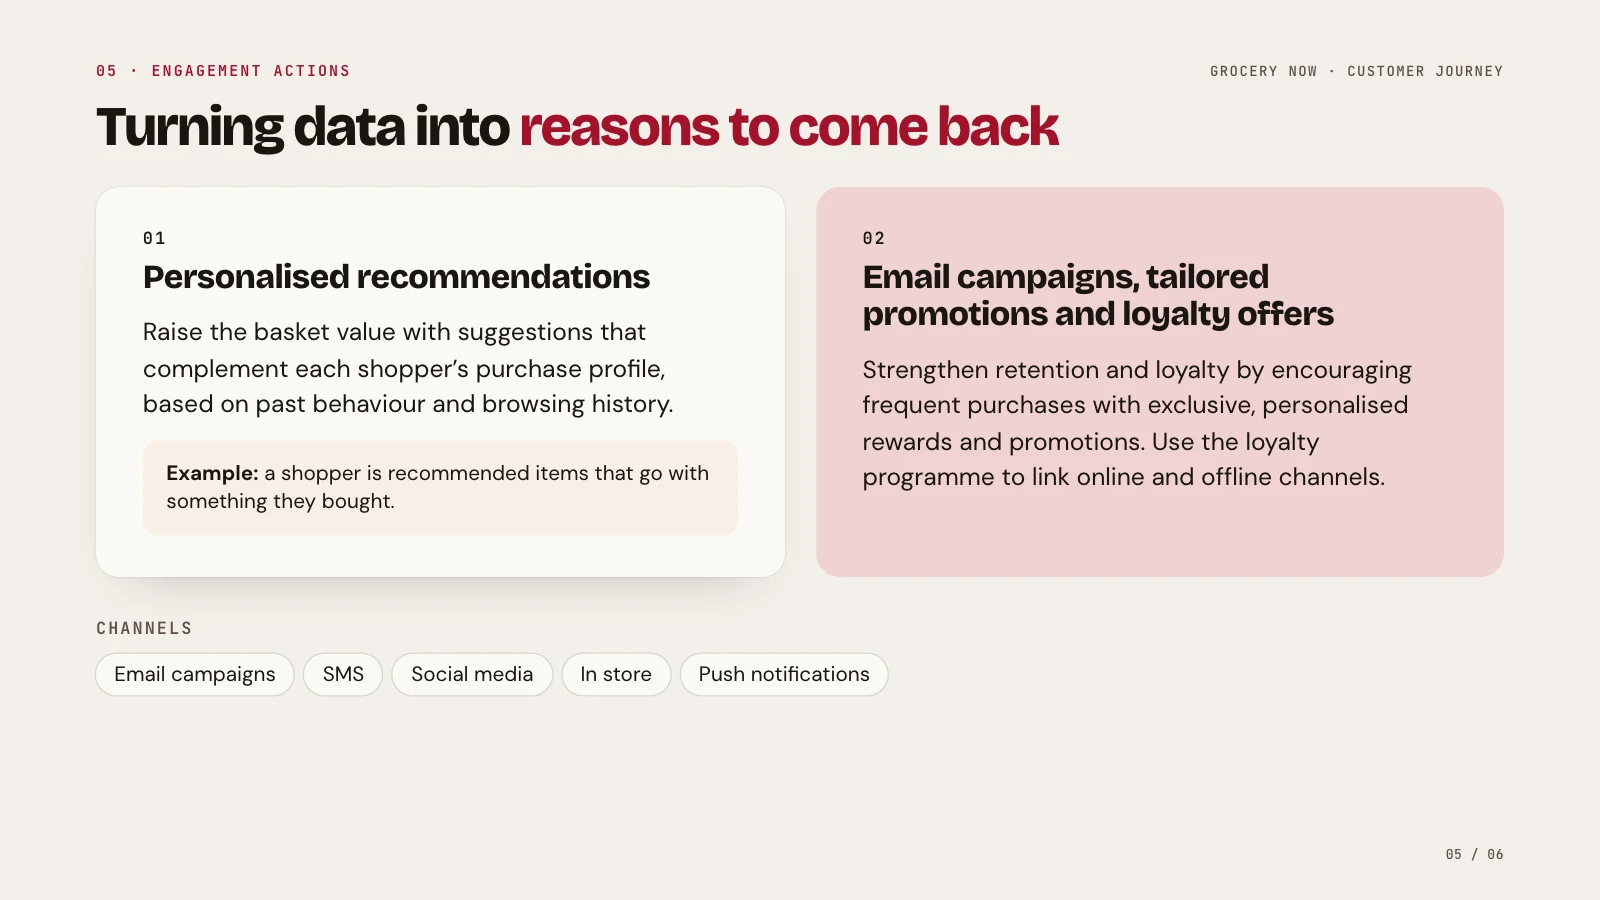 05 · ENGAGEMENT ACTIONS
GROCERY NOW · CUSTOMER JOURNEY
Turning data into reasons to come back
01
Personalised recommendations
Raise the basket value with suggestions that
complement each shopper’s purchase profile,
based on past behaviour and browsing history.
Example: a shopper is recommended items that go with
something they bought.
02
Email campaigns, tailored
promotions and loyalty offers
Strengthen retention and loyalty by encouraging
frequent purchases with exclusive, personalised
rewards and promotions. Use the loyalty
programme to link online and offline channels.
CHANNELS
Email campaigns
SMS
Social media
In store
Push notifications
05 / 06